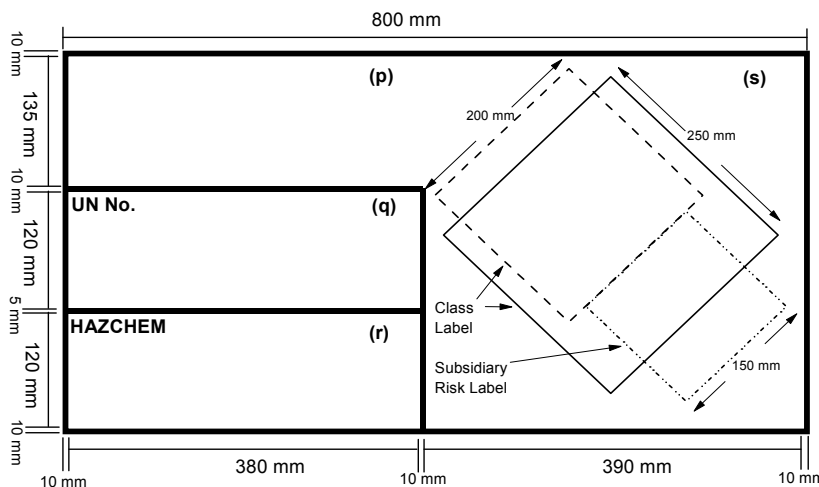 800 mm
10 mm
(p)
(s)
135 mm
200 mm
250 mm
10 mm
UN No.
(q)
120 mm
5 mm
Class
Label
HAZCHEM
(r)
120 mm
Subsidiary
Risk Label
150 mm
10 mm
10 mm
380 mm
10 mm
390 mm
10 mm